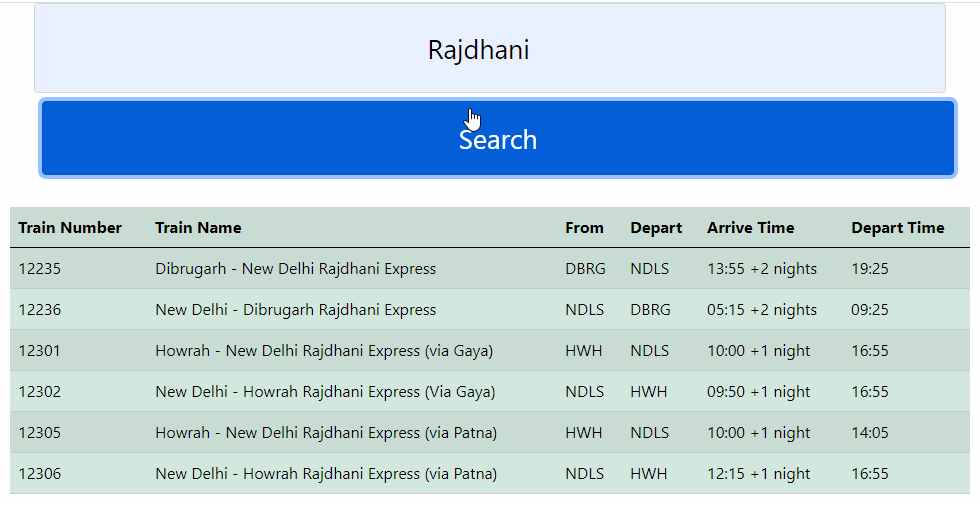 Rajdhani
Search
Train Number Train Name From Depart Arrive Time Depart Time
12235 Dibrugarh - New Delhi Rajdhani Express DBRG NDLS 13:55 +2 nights 19:25
12236 New Delhi - Dibrugarh Rajdhani Express NDLS DBRG 05:15 +2 nights 09:25
12301 Howrah - New Delhi Rajdhani Express (via Gaya) HWH NDLS 10:00 +1 night 16:55
12302 New Delhi - Howrah Rajdhani Express (Via Gaya) NDLS HWH 09:50 +1 night 16:55
12305 Howrah - New Delhi Rajdhani Express (via Patna) HWH NDLS 10:00 +1 night 14:05
12306 New Delhi - Howrah Rajdhani Express (via Patna) NDLS HWH 12:15 +1 night 16:55